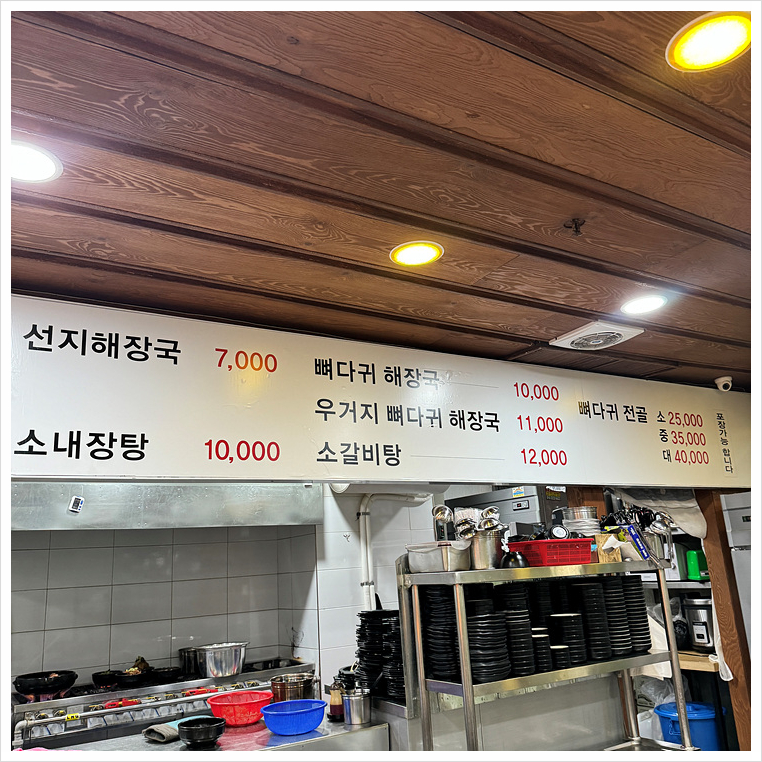 선지해장국 7,000
소내장탕 10,000
뼈다귀 해장국 10,000
우거지 뼈다귀 해장국 11,000
소갈비탕 12,000
뼈다귀 전골 소 25,000
중 35,000
대 40,000
포장가능 합니다